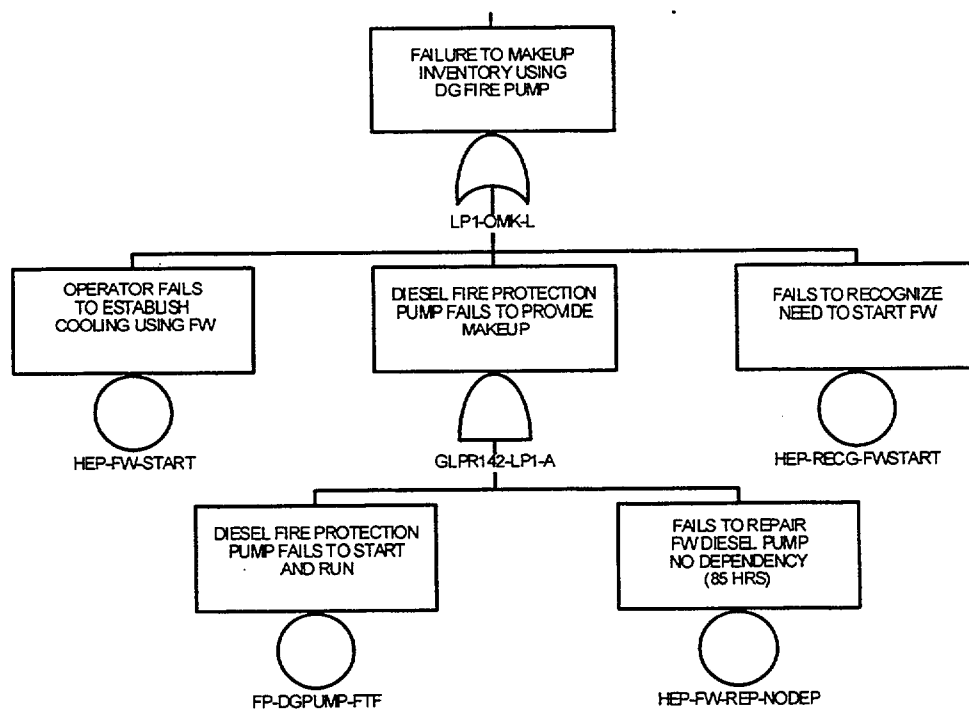 FAILURE TO MAKEUP
INVENTORY USING
DG FIRE PUMP
LP1-OMK-L
OPERATOR FAILS
TO ESTABLISH
COOLING USING FW
HEP-FW-START
DIESEL FIRE PROTECTION
PUMP FAILS TO PROVIDE
MAKEUP
GLPR142-LP1-A
FAILS TO RECOGNIZE
NEED TO START FW
HEP-RECG-FWSTART
DIESEL FIRE PROTECTION
PUMP FAILS TO START
AND RUN
FP-DGPUMP-FTF
FAILS TO REPAIR
FW DIESEL PUMP
NO DEPENDENCY
(85 HRS)
HEP-FW-REP-NODEP